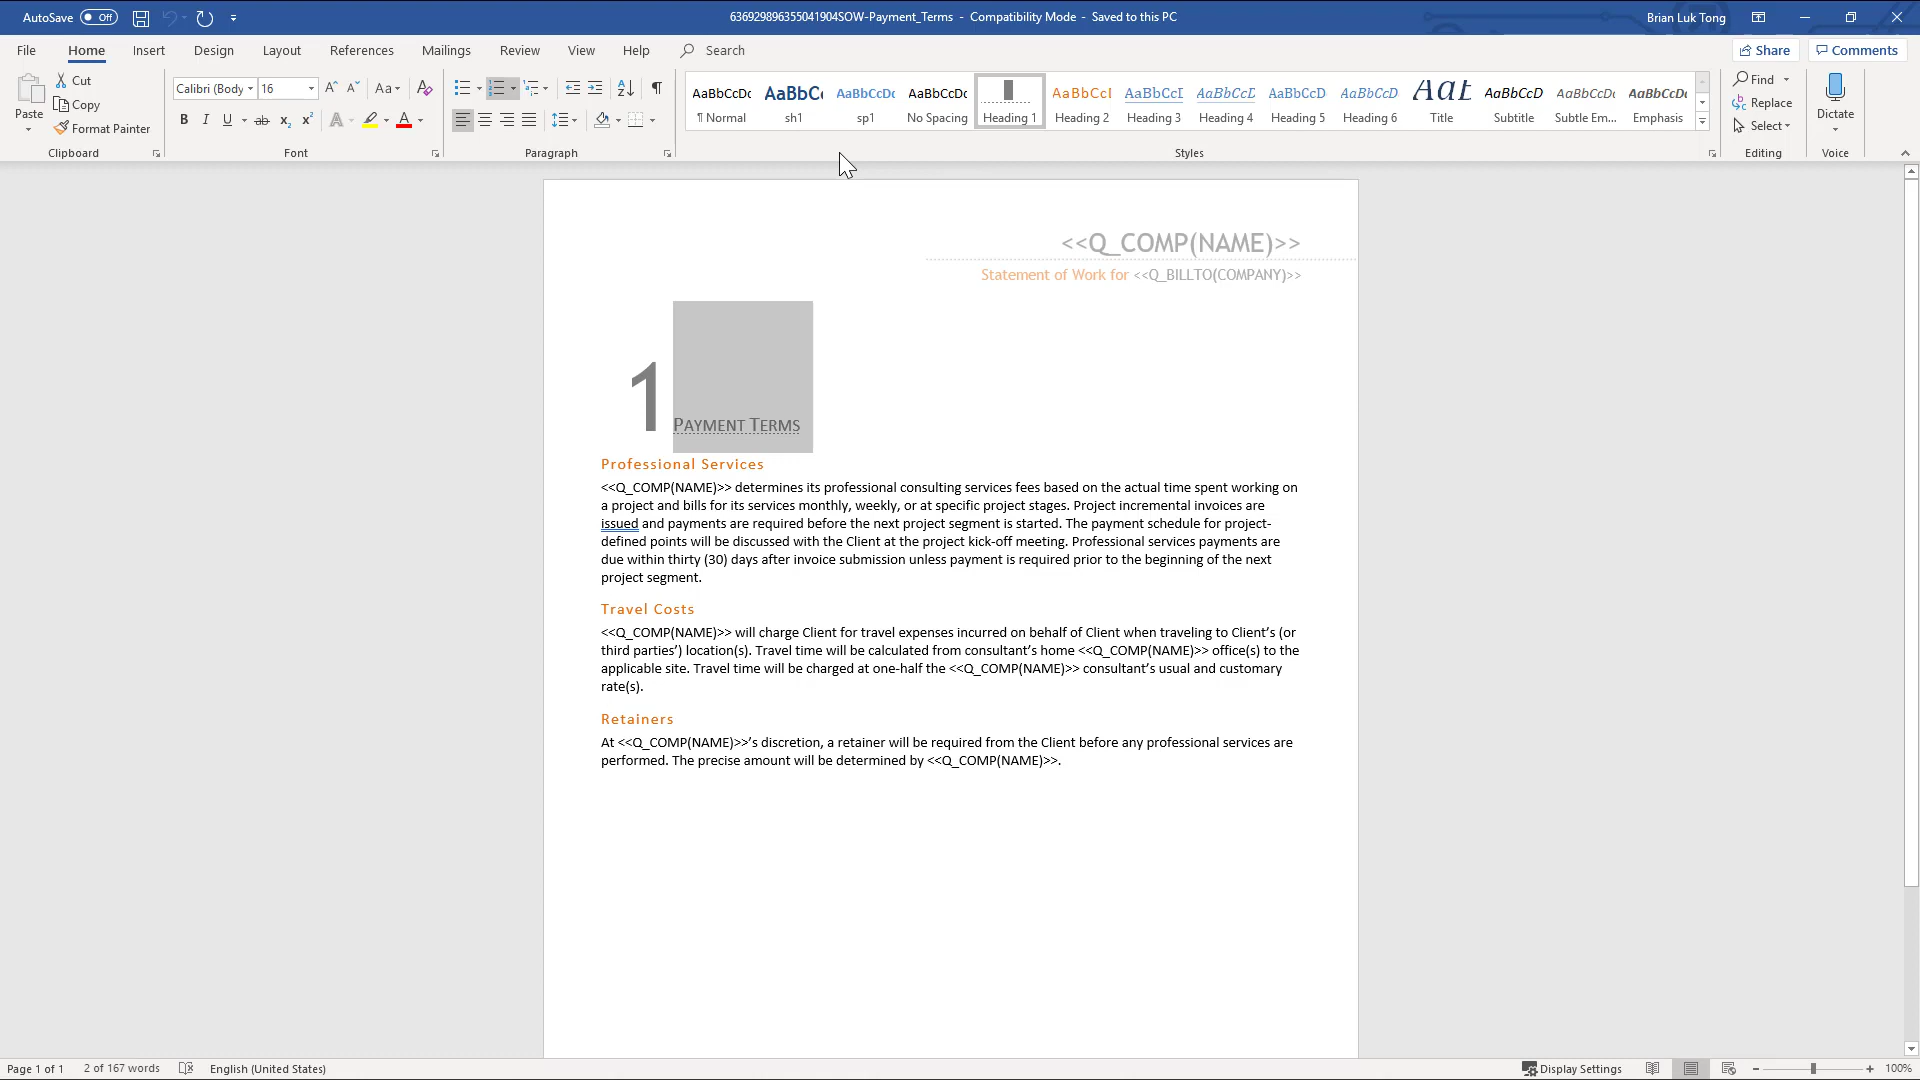 AutoSave Off 636929896355041904SOW-Payment_Terms - Compatibility Mode - Saved to this PC Brian Luk Tong
File Home Insert Design Layout References Mailings Review View Help Search Share Comments
Paste Cut Copy Format Painter
Calibri (Body 16
AaBbCcDc AaBbCc AaBbCcDc AaBbCcDc AaBbCcI AaBbCcD AaBbCcD AaBbCcD AaBbCcD AaB AaBbCcD AaBbCcDc AaBbCcDc
¶ Normal sh1 sp1 No Spacing Heading 1 Heading 2 Heading 3 Heading 4 Heading 5 Heading 6 Title Subtitle Subtle Em... Emphasis
Find Replace Select
Dictate
Clipboard Font Paragraph Styles Editing Voice
<<Q_COMP(NAME)>>
Statement of Work for <<Q_BILLTO(COMPANY)>>
1 PAYMENT TERMS
Professional Services
<<Q_COMP(NAME)>> determines its professional consulting services fees based on the actual time spent working on
a project and bills for its services monthly, weekly, or at specific project stages. Project incremental invoices are
issued and payments are required before the next project segment is started. The payment schedule for project-
defined points will be discussed with the Client at the project kick-off meeting. Professional services payments are
due within thirty (30) days after invoice submission unless payment is required prior to the beginning of the next
project segment.
Travel Costs
<<Q_COMP(NAME)>> will charge Client for travel expenses incurred on behalf of Client when traveling to Client’s (or
third parties’) location(s). Travel time will be calculated from consultant’s home <<Q_COMP(NAME)>> office(s) to the
applicable site. Travel time will be charged at one-half the <<Q_COMP(NAME)>> consultant’s usual and customary
rate(s).
Retainers
At <<Q_COMP(NAME)>>’s discretion, a retainer will be required from the Client before any professional services are
performed. The precise amount will be determined by <<Q_COMP(NAME)>>.
Page 1 of 1 2 of 167 words English (United States) Display Settings 100%